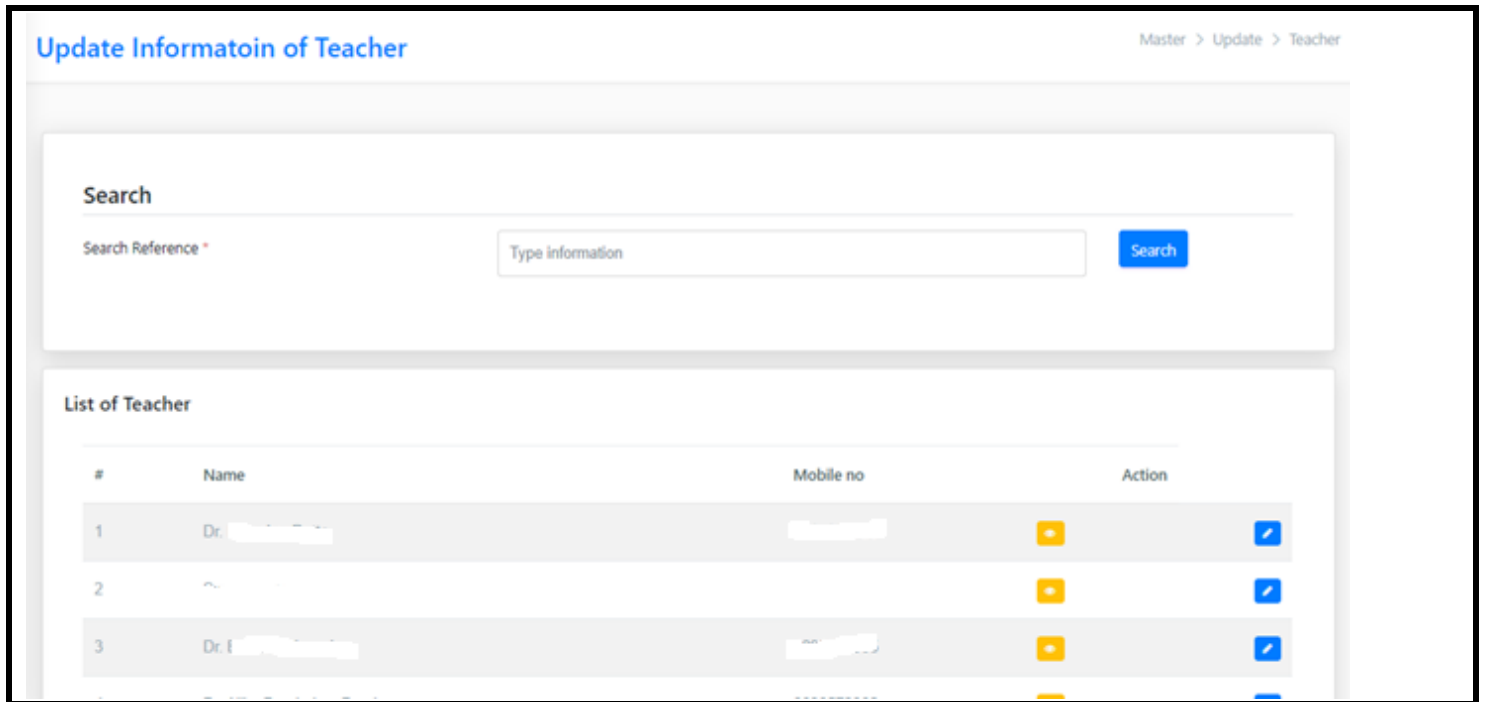 Update Informatoin of Teacher
Master > Update > Teacher
Search
Search Reference *
Type information
Search
List of Teacher
# Name Mobile no Action
1 Dr.
2
3 Dr.